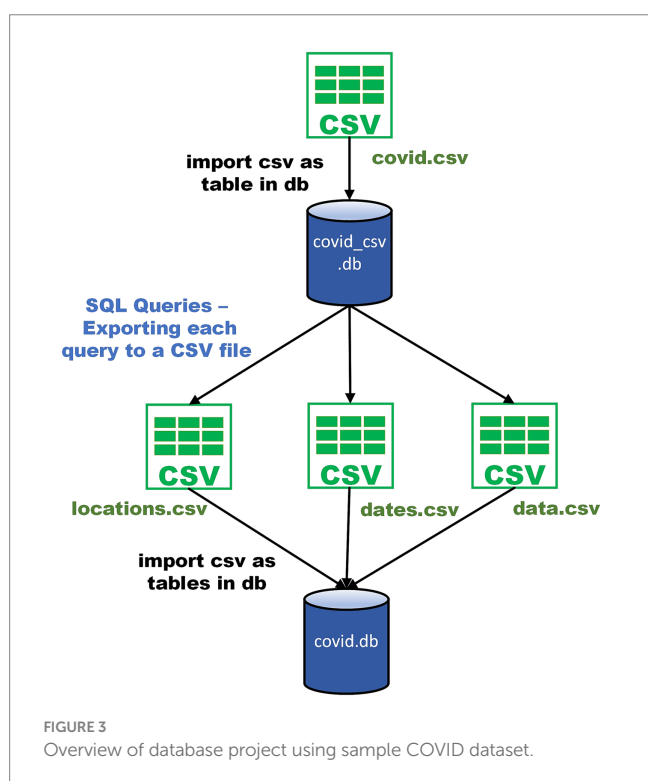 CSV
import csv as
table in db
covid.csv
covid_csv
.db
SQL Queries –
Exporting each
query to a CSV file
CSV
CSV
CSV
locations.csv
dates.csv
data.csv
import csv as
tables in db
covid.db
FIGURE 3
Overview of database project using sample COVID dataset.